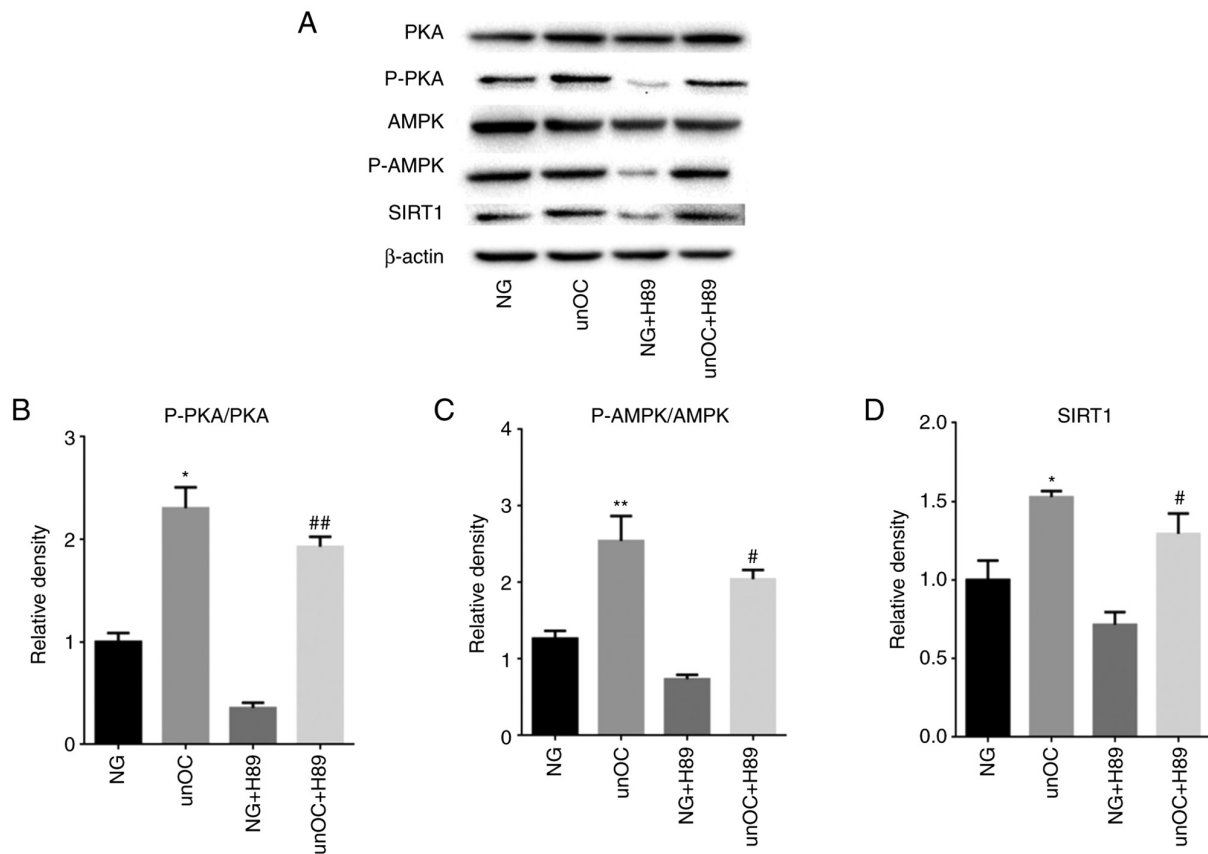 A
PKA
P-PKA
AMPK
P-AMPK
SIRT1
β-actin
NG
unOC
NG+H89
unOC+H89
B
P-PKA/PKA
Relative density
3
2
1
0
*
##
NG
unOC
NG+H89
unOC+H89
C
P-AMPK/AMPK
Relative density
4
3
2
1
0
**
#
NG
unOC
NG+H89
unOC+H89
D
SIRT1
Relative density
2.0
1.5
1.0
0.5
0.0
*
#
NG
unOC
NG+H89
unOC+H89